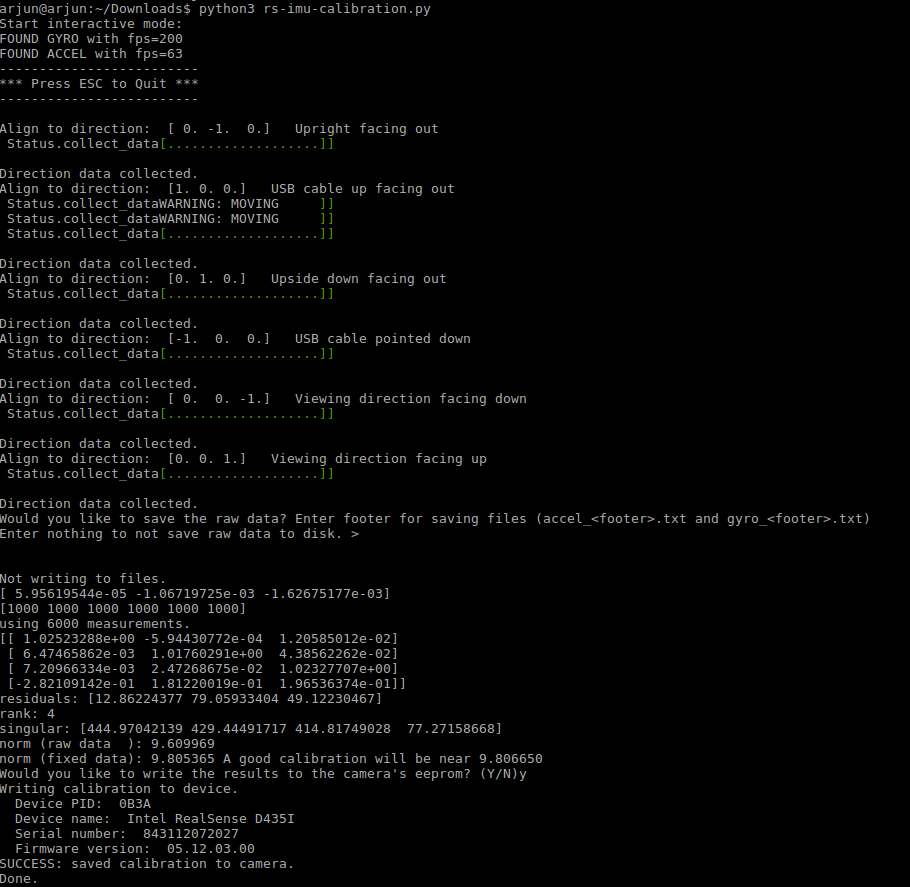 arjun@arjun:~/Downloads$ python3 rs-imu-calibration.py
Start interactive mode:
FOUND GYRO with fps=200
FOUND ACCEL with fps=63
-------------------------
*** Press ESC to Quit ***
-------------------------
Align to direction:  [ 0. -1.  0.]   Upright facing out
 Status.collect_data[...................]]
Direction data collected.
Align to direction:  [1. 0. 0.]   USB cable up facing out
 Status.collect_dataWARNING: MOVING     ]]
 Status.collect_dataWARNING: MOVING     ]]
 Status.collect_data[...................]]
Direction data collected.
Align to direction:  [0. 1. 0.]   Upside down facing out
 Status.collect_data[...................]]
Direction data collected.
Align to direction:  [-1.  0.  0.]   USB cable pointed down
 Status.collect_data[...................]]
Direction data collected.
Align to direction:  [ 0.  0. -1.]   Viewing direction facing down
 Status.collect_data[...................]]
Direction data collected.
Align to direction:  [0. 0. 1.]   Viewing direction facing up
 Status.collect_data[...................]]
Direction data collected.
Would you like to save the raw data? Enter footer for saving files (accel_<footer>.txt and gyro_<footer>.txt)
Enter nothing to not save raw data to disk. >
Not writing to files.
[ 5.95619544e-05 -1.06719725e-03 -1.62675177e-03]
[1000 1000 1000 1000 1000 1000]
using 6000 measurements.
[[ 1.02523288e+00 -5.94430772e-04  1.20585012e-02]
 [ 6.47465862e-03  1.01760291e+00  4.38562262e-02]
 [ 7.20966334e-03  2.47268675e-02  1.02327707e+00]
 [-2.82109142e-01  1.81220019e-01  1.96536374e-01]]
residuals: [12.86224377 79.05933404 49.12230467]
rank: 4
singular: [444.97042139 429.44491717 414.81749028  77.27158668]
norm (raw data  ): 9.609969
norm (fixed data): 9.805365 A good calibration will be near 9.806650
Would you like to write the results to the camera's eeprom? (Y/N)y
Writing calibration to device.
  Device PID:  0B3A
  Device name:  Intel RealSense D435I
  Serial number:  843112072027
  Firmware version:  05.12.03.00
SUCCESS: saved calibration to camera.
Done.